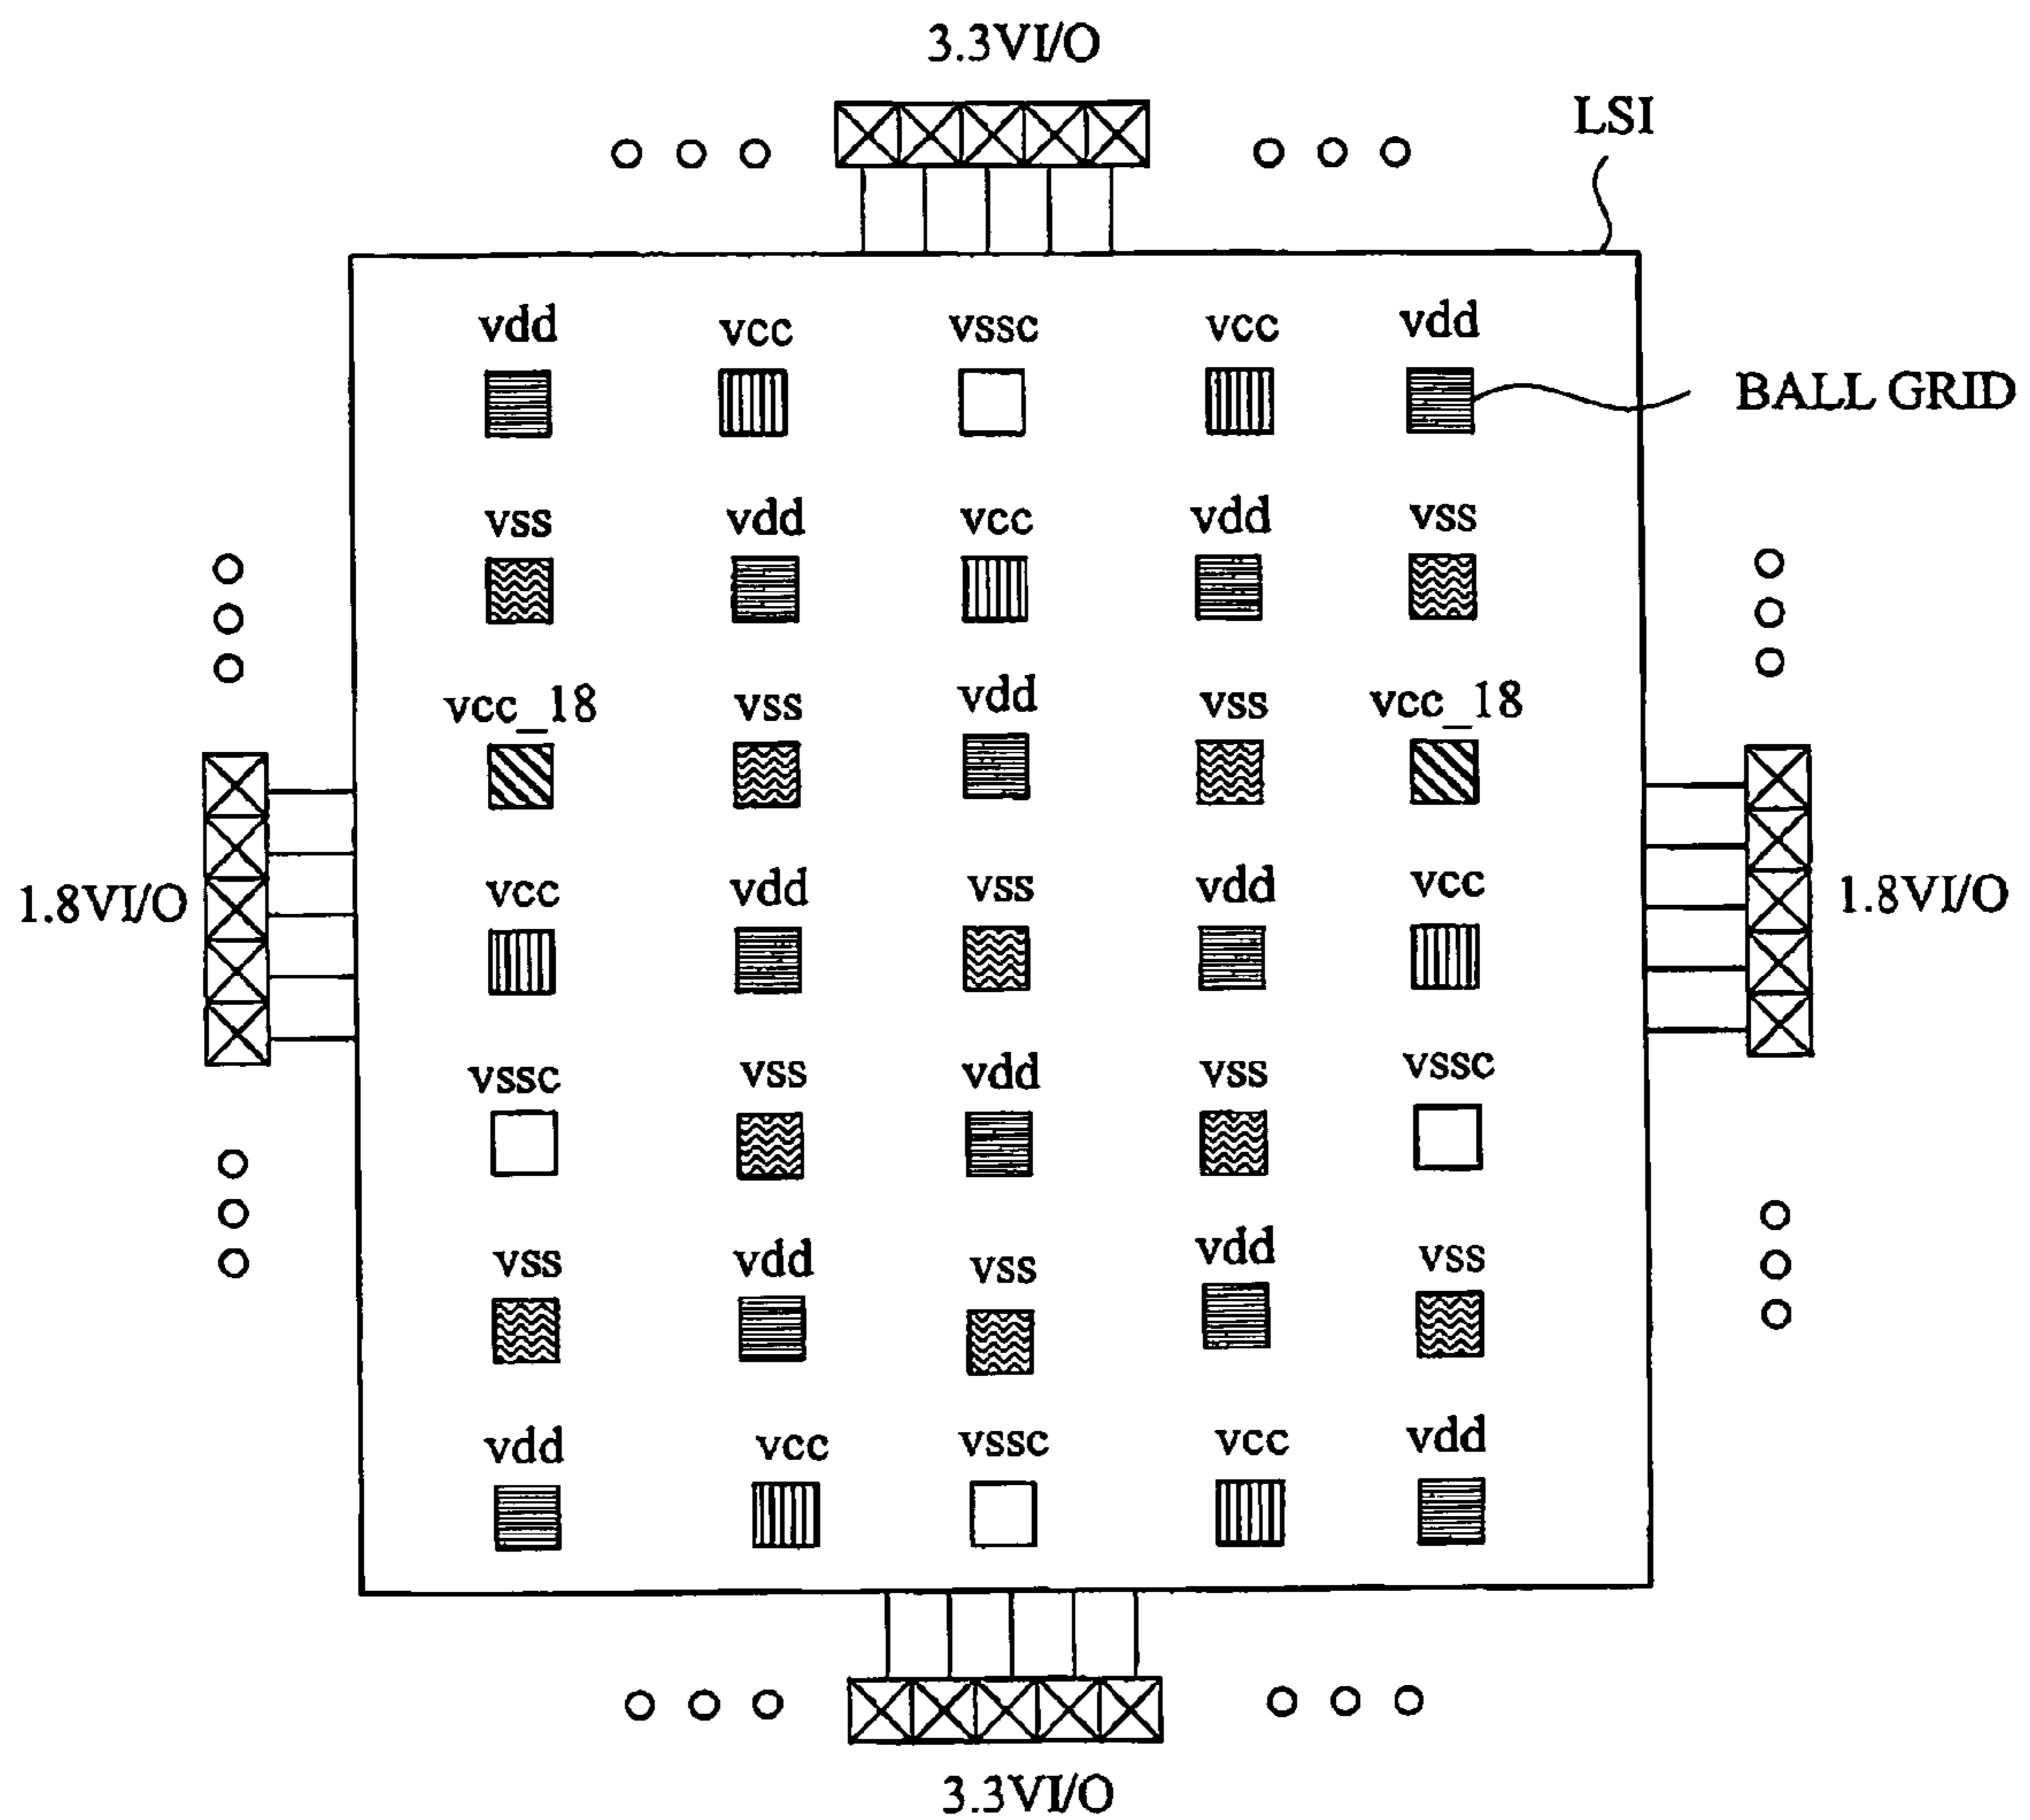 3.3VI/O
LSI
vdd vcc vssc vcc vdd
BALL GRID
vss vdd vcc vdd vss
vcc_18 vss vdd vss vcc_18
1.8VI/O
vcc vdd vss vdd vcc
1.8VI/O
vssc vss vdd vss vssc
vss vdd vss vdd vss
vdd vcc vssc vcc vdd
3.3VI/O